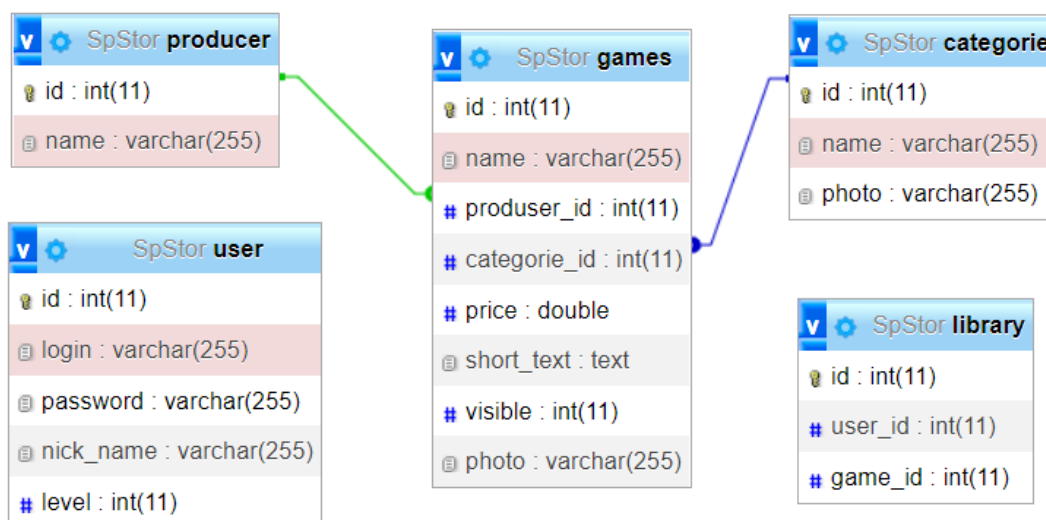 v SpStor producer
id : int(11)
name : varchar(255)
v SpStor user
id : int(11)
login : varchar(255)
password : varchar(255)
nick_name : varchar(255)
# level : int(11)
v SpStor games
id : int(11)
name : varchar(255)
# produser_id : int(11)
# categorie_id : int(11)
# price : double
short_text : text
# visible : int(11)
photo : varchar(255)
v SpStor categorie
id : int(11)
name : varchar(255)
photo : varchar(255)
v SpStor library
id : int(11)
# user_id : int(11)
# game_id : int(11)